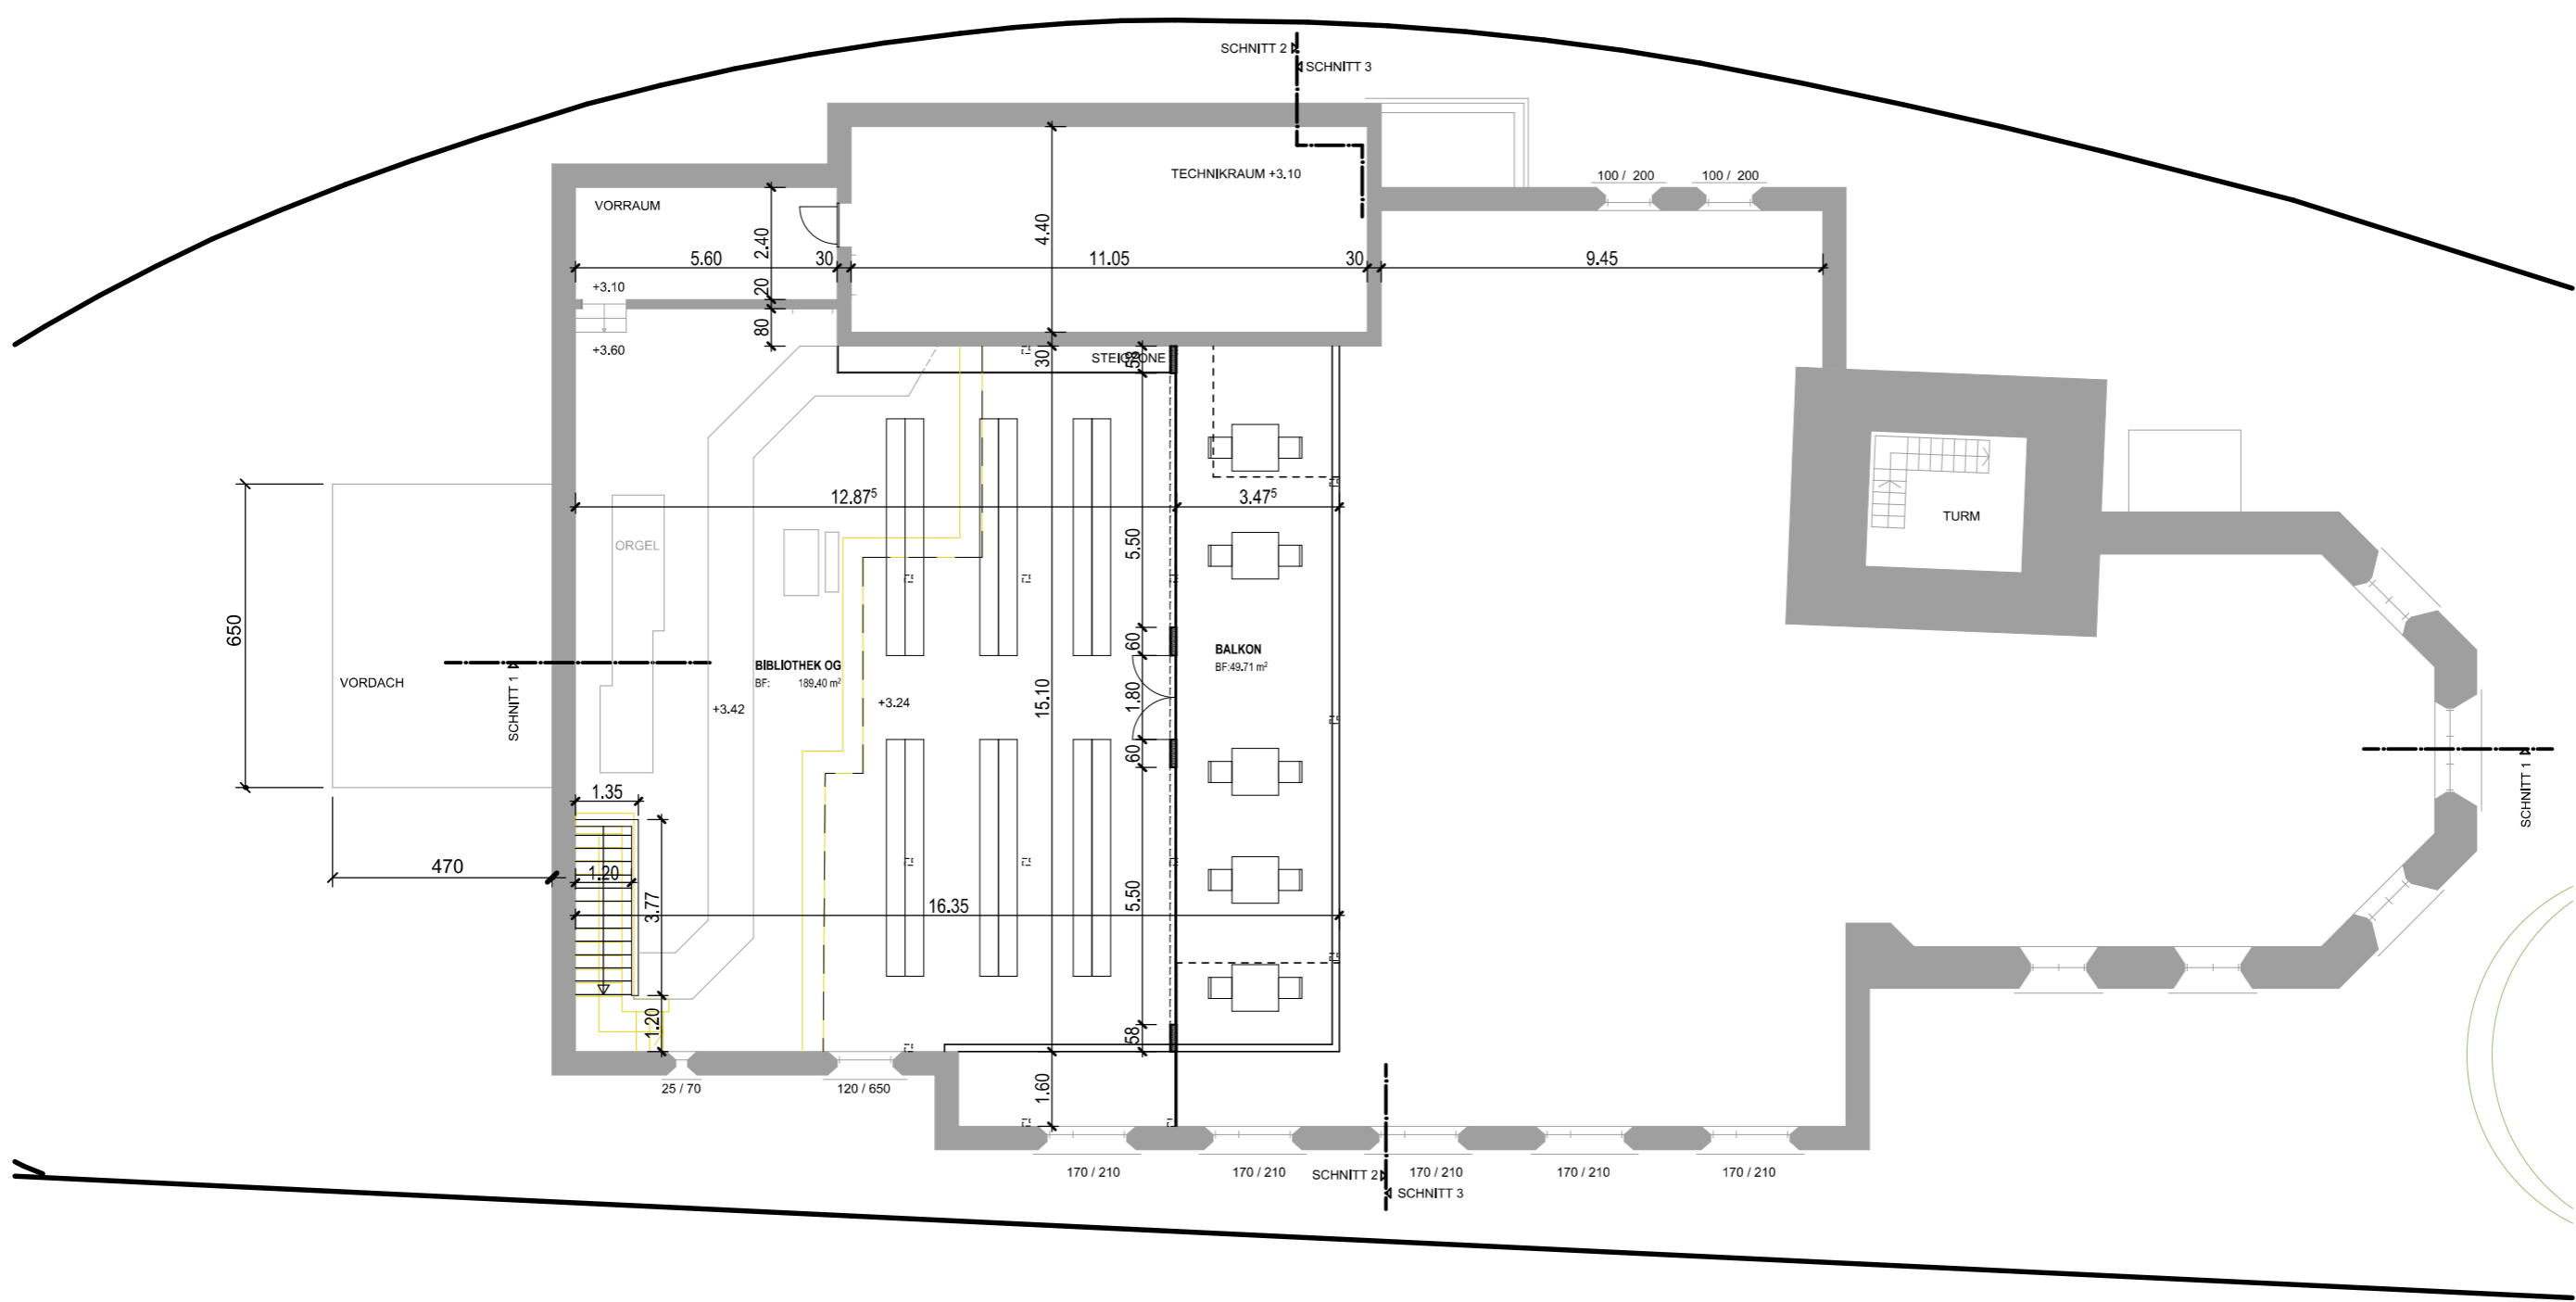 SCHNITT 2
SCHNITT 3
TECHNIKRAUM +3.10
100 / 200
100 / 200
VORRAUM
2.40
4.40
5.60
30
11.05
30
9.45
+3.10
20
80
+3.60
30
STEIGZONE
58
12.87⁵
3.47⁵
ORGEL
5.50
TURM
650
60
BIBLIOTHEK OG
BF: 189.40 m²
BALKON
BF:49.71 m²
VORDACH
SCHNITT 1
+3.42
+3.24
15.10
1.80
60
SCHNITT 1
1.35
470
1.20
3.77
16.35
5.50
1.20
58
25 / 70
120 / 650
1.60
170 / 210
170 / 210
SCHNITT 2
170 / 210
170 / 210
170 / 210
SCHNITT 3